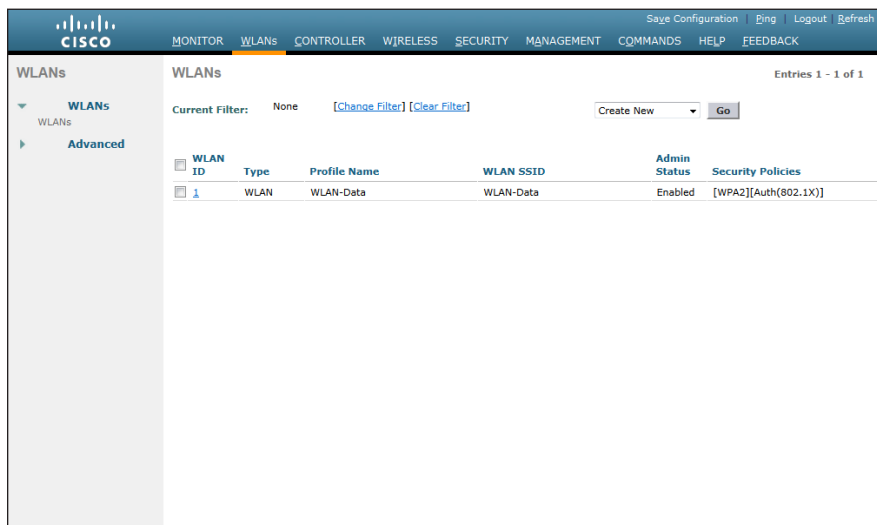 Save Configuration | Ping | Logout | Refresh
CISCO
MONITOR WLANs CONTROLLER WIRELESS SECURITY MANAGEMENT COMMANDS HELP FEEDBACK
WLANs
WLANs
WLANs
Advanced
WLANs
Entries 1 - 1 of 1
Current Filter: None [Change Filter] [Clear Filter]
Create New Go
WLAN ID Type Profile Name WLAN SSID Admin Status Security Policies
1 WLAN WLAN-Data WLAN-Data Enabled [WPA2][Auth(802.1X)]